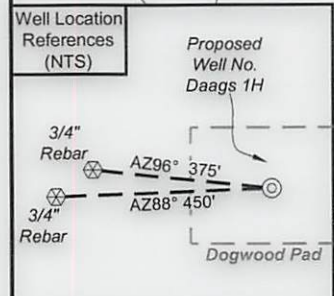 Well Location
References
(NTS)
Proposed
Well No.
Daags 1H
3/4"
Rebar
AZ96° 375'
AZ88° 450'
3/4"
Rebar
Dogwood Pad